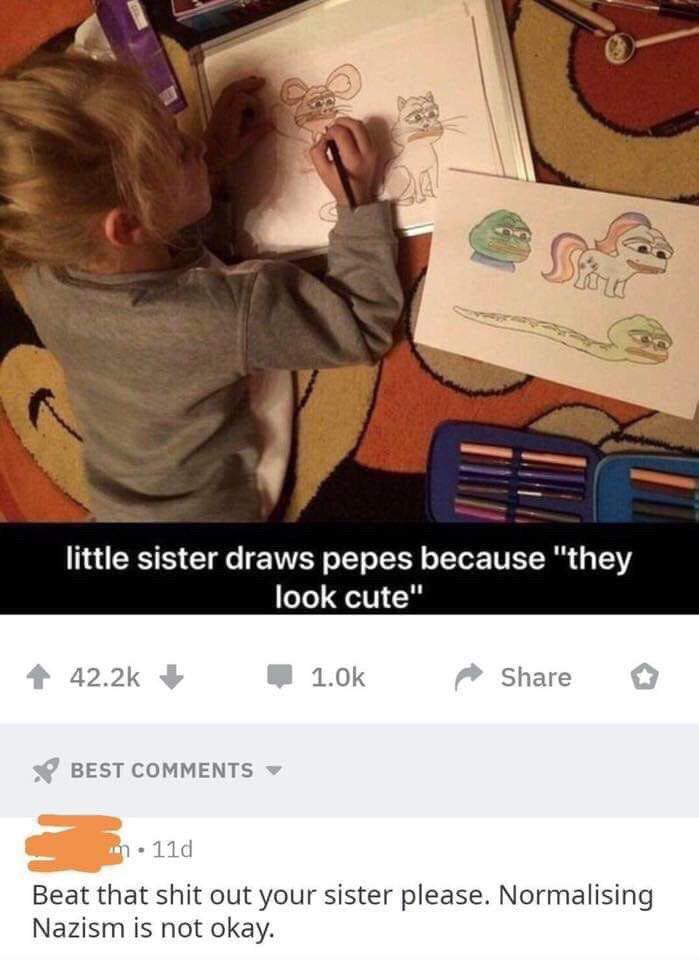 little sister draws pepes because "they
look cute"
42.2k
1.0k
Share
BEST COMMENTS
m • 11d
Beat that shit out your sister please. Normalising
Nazism is not okay.